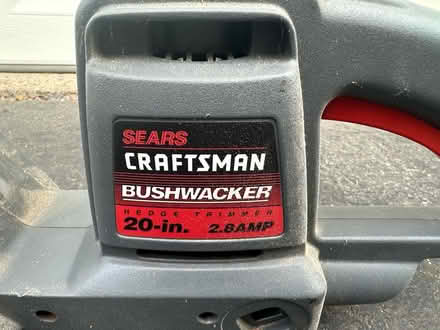 SEARS
CRAFTSMAN
BUSHWACKER
HEDGE TRIMMER
20-in. 2.8AMP